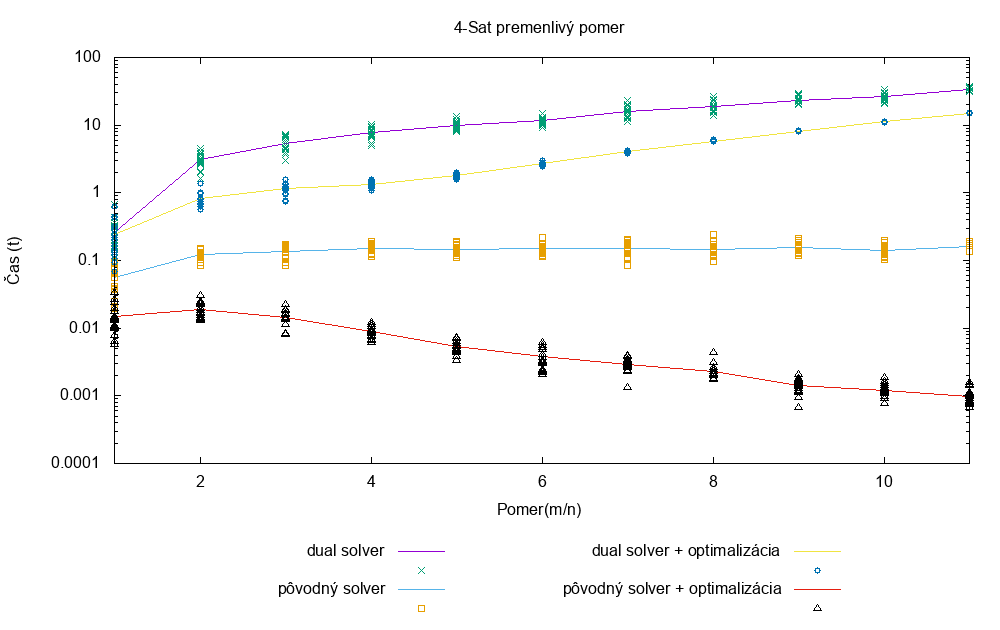 4-Sat premenlivý pomer
100
10
1
0.1
0.01
0.001
0.0001
Čas (t)
2 4 6 8 10
Pomer(m/n)
dual solver
dual solver + optimalizácia
pôvodný solver
pôvodný solver + optimalizácia